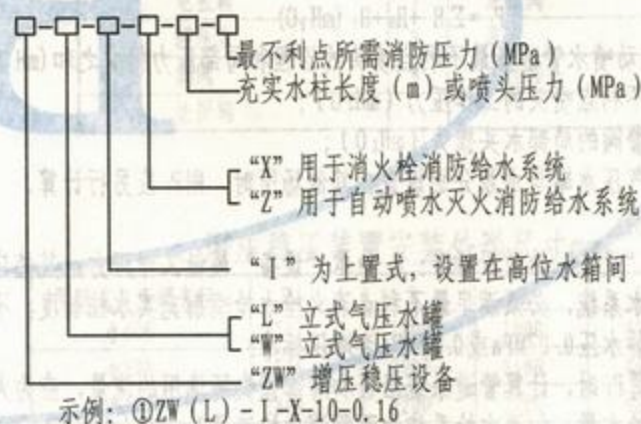 □-□-□-□-□-□
最不利点所需消防压力(MPa)
充实水柱长度(m)或喷头压力(MPa)
“X”用于消火栓消防给水系统
“Z”用于自动喷水灭火消防给水系统
“I”为上置式,设置在高位水箱间
“L”立式气压水罐
“W”立式气压水罐
“ZW”增压稳压设备
示例:①ZW(L)-I-X-10-0.16